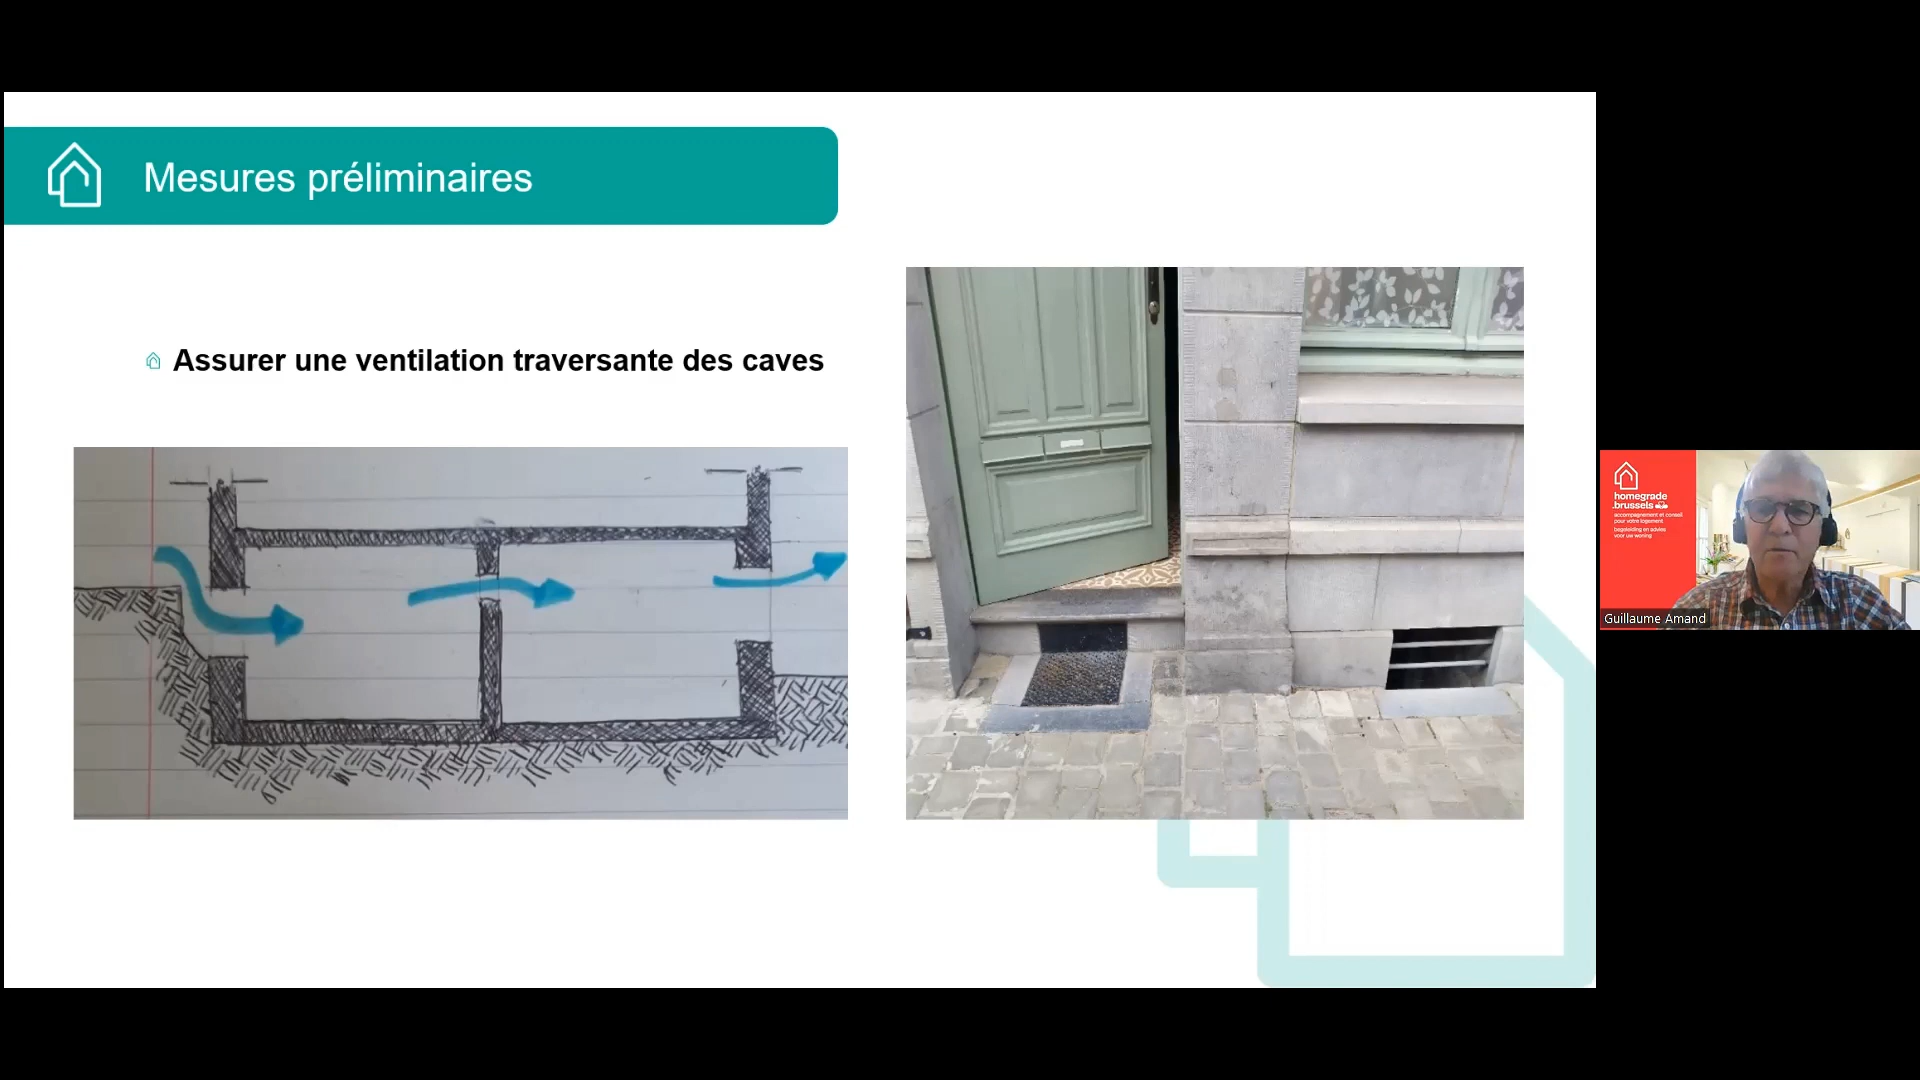 Mesures préliminaires
Assurer une ventilation traversante des caves
homegrade
.brussels
accompagnement et conseil
pour votre logement
begeleiding en advies
voor uw woning
Guillaume Amand